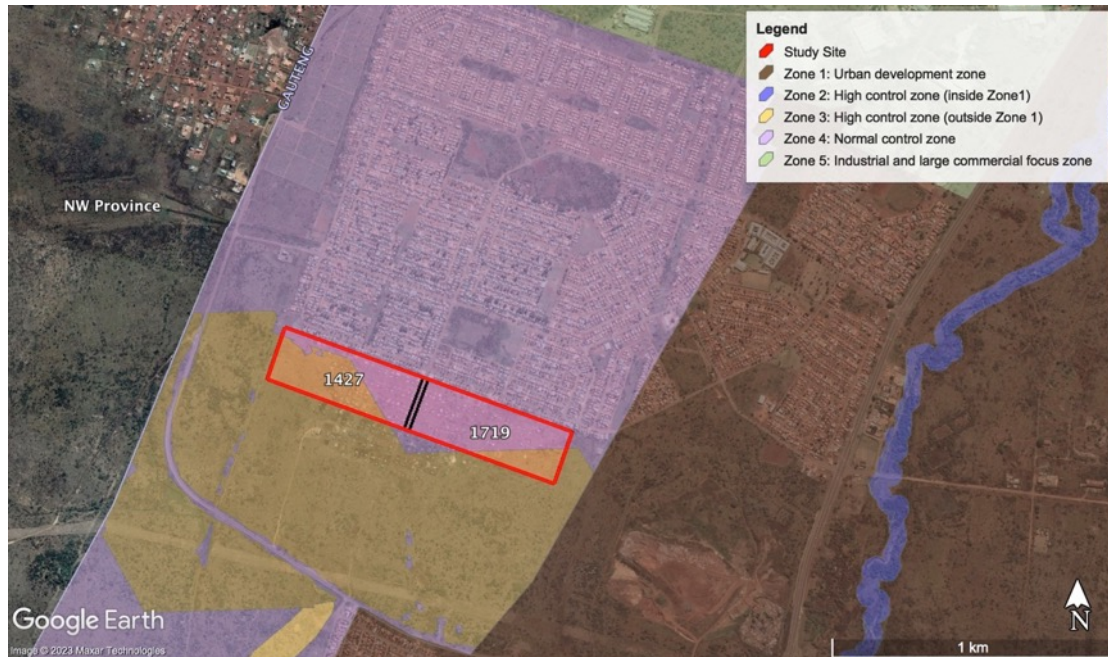 Legend
Study Site
Zone 1: Urban development zone
Zone 2: High control zone (inside Zone1)
Zone 3: High control zone (outside Zone 1)
Zone 4: Normal control zone
Zone 5: Industrial and large commercial focus zone
GAUTENG
NW Province
1427
1719
Google Earth
Image © 2023 Maxar Technologies
N
1 km